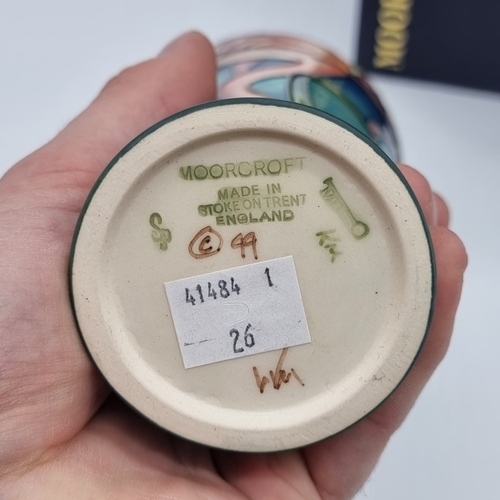 MOORCROFT
MADE IN
STOKE ON TRENT
ENGLAND
© 99
41484 1
26